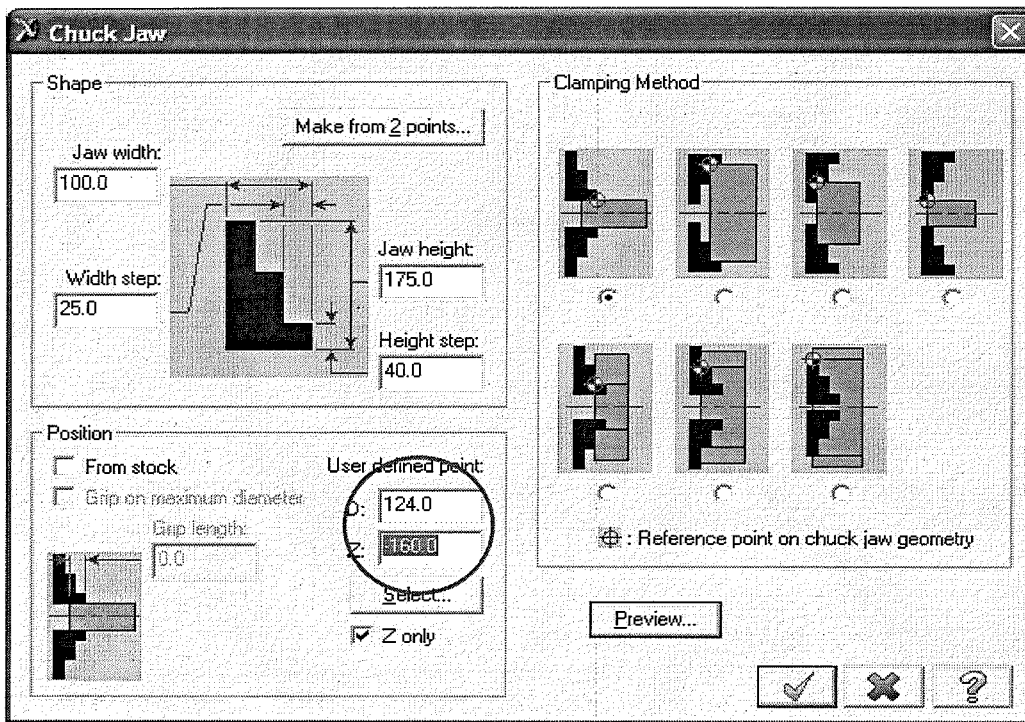 Chuck Jaw
Shape
Make from 2 points...
Jaw width:
100.0
Width step:
25.0
Jaw height:
175.0
Height step:
40.0
Position
From stock
Grip on maximum diameter
Grip length:
0.0
User defined point:
D: 124.0
Z: -160.0
Select...
Z only
Clamping Method
: Reference point on chuck jaw geometry
Preview...